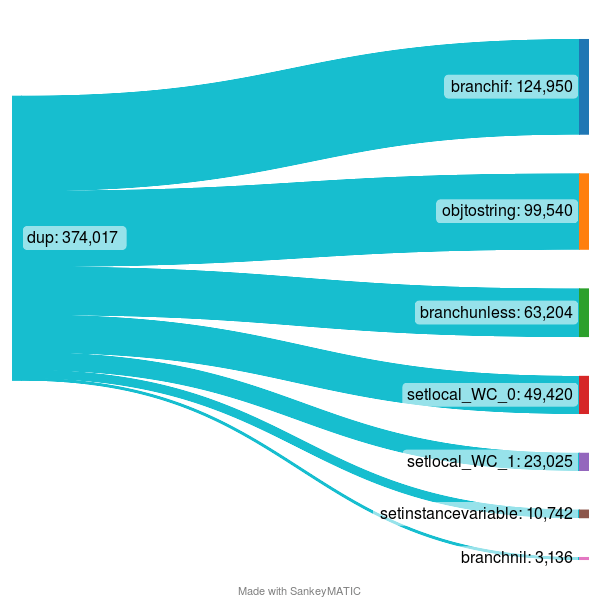 branchif: 124,950
objtostring: 99,540
dup: 374,017
branchunless: 63,204
setlocal_WC_0: 49,420
setlocal_WC_1: 23,025
setinstancevariable: 10,742
branchnil: 3,136
Made with SankeyMATIC